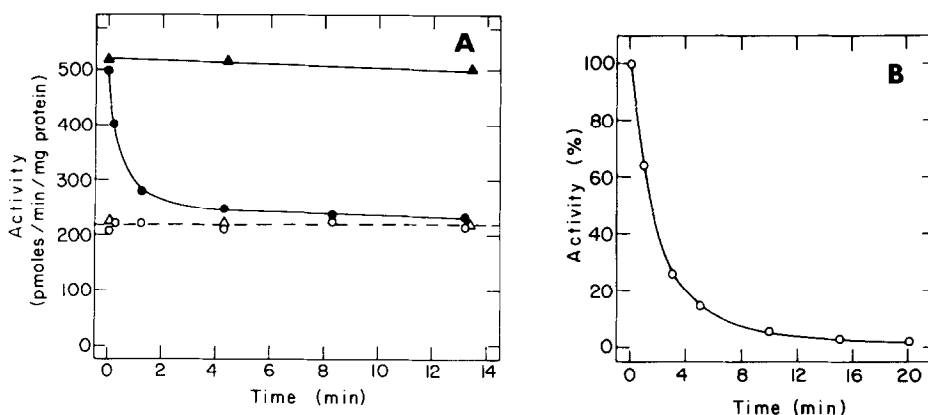 A
500
400
300
200
100
0
Activity
(pmoles/min/mg protein)
0 2 4 6 8 10 12 14
Time (min)
B
100
80
60
40
20
0
Activity (%)
0 4 8 12 16 20
Time (min)